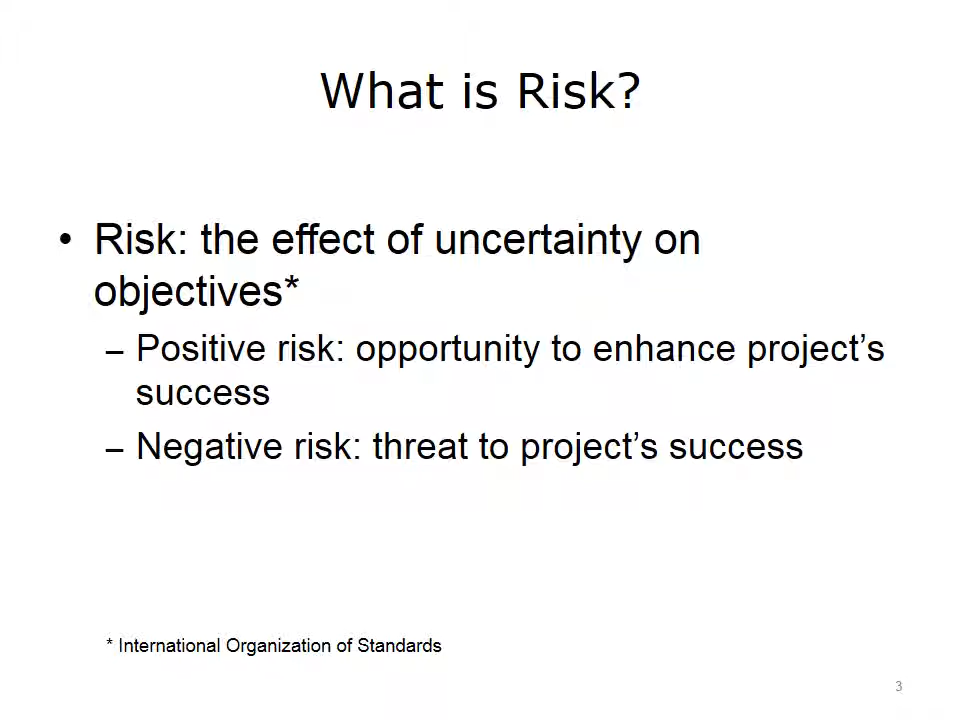 What is Risk?
• Risk: the effect of uncertainty on
objectives*
– Positive risk: opportunity to enhance project’s
success
– Negative risk: threat to project’s success
* International Organization of Standards
3